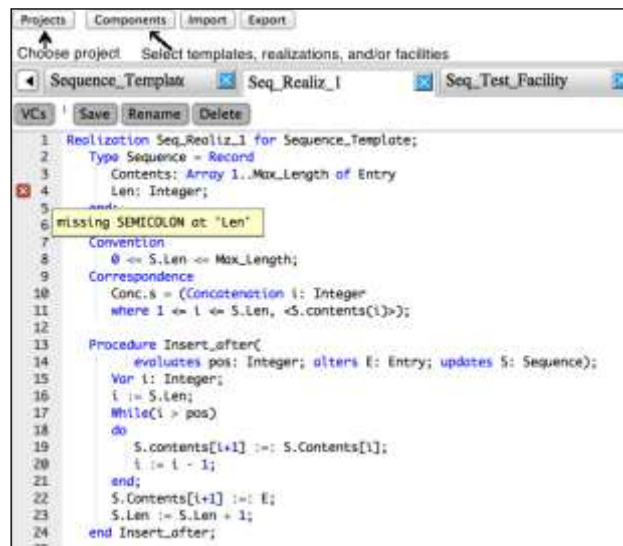 Projects Components Import Export
Choose project Select templates, realizations, and/or facilities
Sequence_Template Seq_Realiz_1 Seq_Test_Facility
VCs Save Rename Delete
1 Realization Seq_Realiz_1 for Sequence_Template;
2 Type Sequence = Record
3 Contents: Array 1..Max_Length of Entry
4 Len: Integer;
5 end;
6 missing SEMICOLON at 'Len'
7 Convention
8 0 <= S.Len <= Max_Length;
9 Correspondence
10 Conc.s = (Concatenation i: Integer
11 where 1 <= i <= S.Len, <S.contents(i)>);
12
13 Procedure Insert_after(
14 evaluates pos: Integer; alters E: Entry; updates S: Sequence);
15 Var i: Integer;
16 i := S.Len;
17 While(i > pos)
18 do
19 S.contents[i+1] :=: S.Contents[i];
20 i := i - 1;
21 end;
22 S.Contents[i+1] :=: E;
23 S.Len := S.Len + 1;
24 end Insert_after;